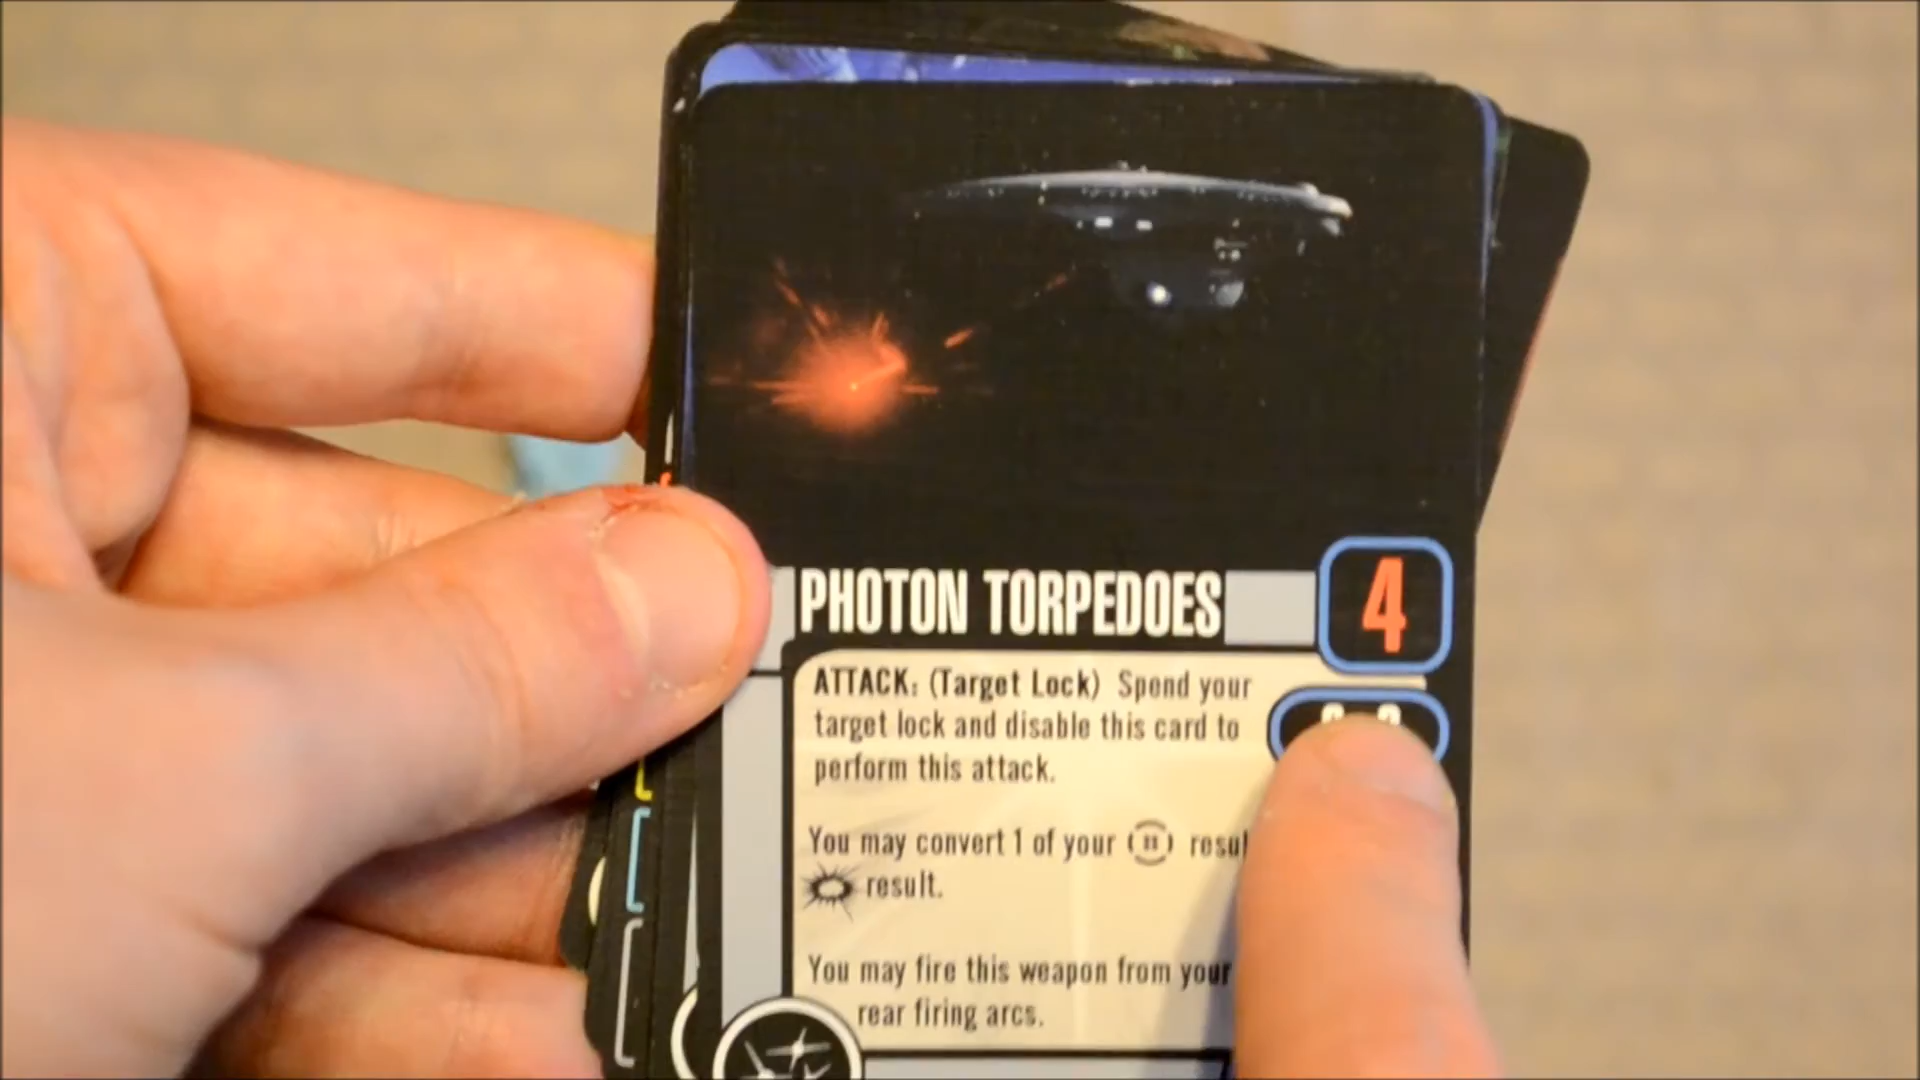 PHOTON TORPEDOES
4
ATTACK: (Target Lock) Spend your
target lock and disable this card to
perform this attack.
You may convert 1 of your result.
You may fire this weapon from your
rear firing arcs.